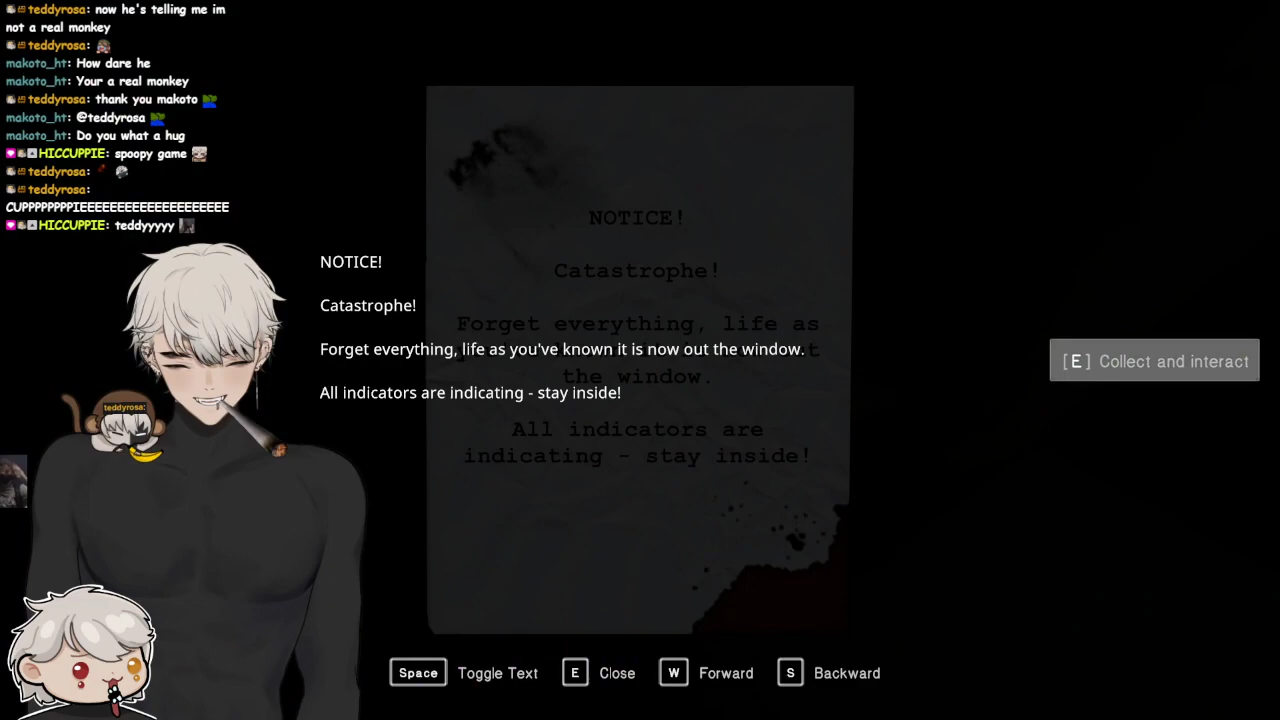 teddyrosa: now he's telling me im
not a real monkey
teddyrosa:
makoto_ht: How dare he
makoto_ht: Your a real monkey
teddyrosa: thank you makoto
makoto_ht: @teddyrosa
makoto_ht: Do you what a hug
HICCUPPIE: spoopy game
teddyrosa:
teddyrosa:
CUPPPPPPPIEEEEEEEEEEEEEEEEEEEEE
HICCUPPIE: teddyyyyy
teddyrosa:
NOTICE!
Catastrophe!
Forget everything, life as you've known it is now out the window.
All indicators are indicating - stay inside!
NOTICE!
Catastrophe!
Forget everything, life as
the window.
All indicators are
indicating - stay inside!
[E] Collect and interact
Space Toggle Text E Close W Forward S Backward